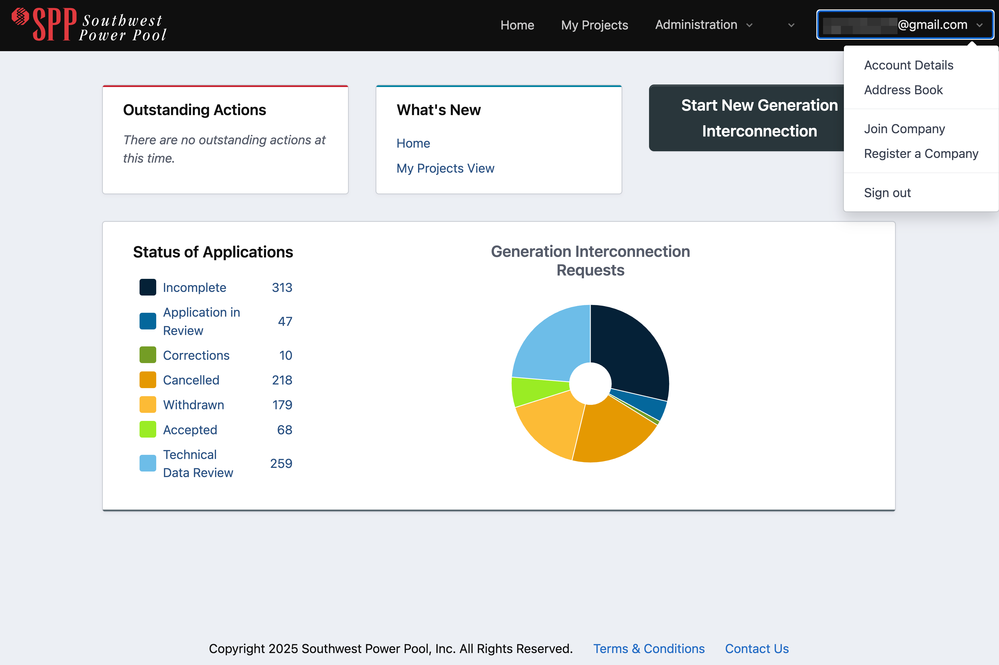 SPP Southwest
Power Pool
Home My Projects Administration @gmail.com
Account Details
Address Book
Join Company
Register a Company
Sign out
Outstanding Actions
There are no outstanding actions at
this time.
What's New
Home
My Projects View
Start New Generation
Interconnection
Status of Applications
Incomplete 313
Application in
Review 47
Corrections 10
Cancelled 218
Withdrawn 179
Accepted 68
Technical
Data Review 259
Generation Interconnection
Requests
Copyright 2025 Southwest Power Pool, Inc. All Rights Reserved. Terms & Conditions Contact Us